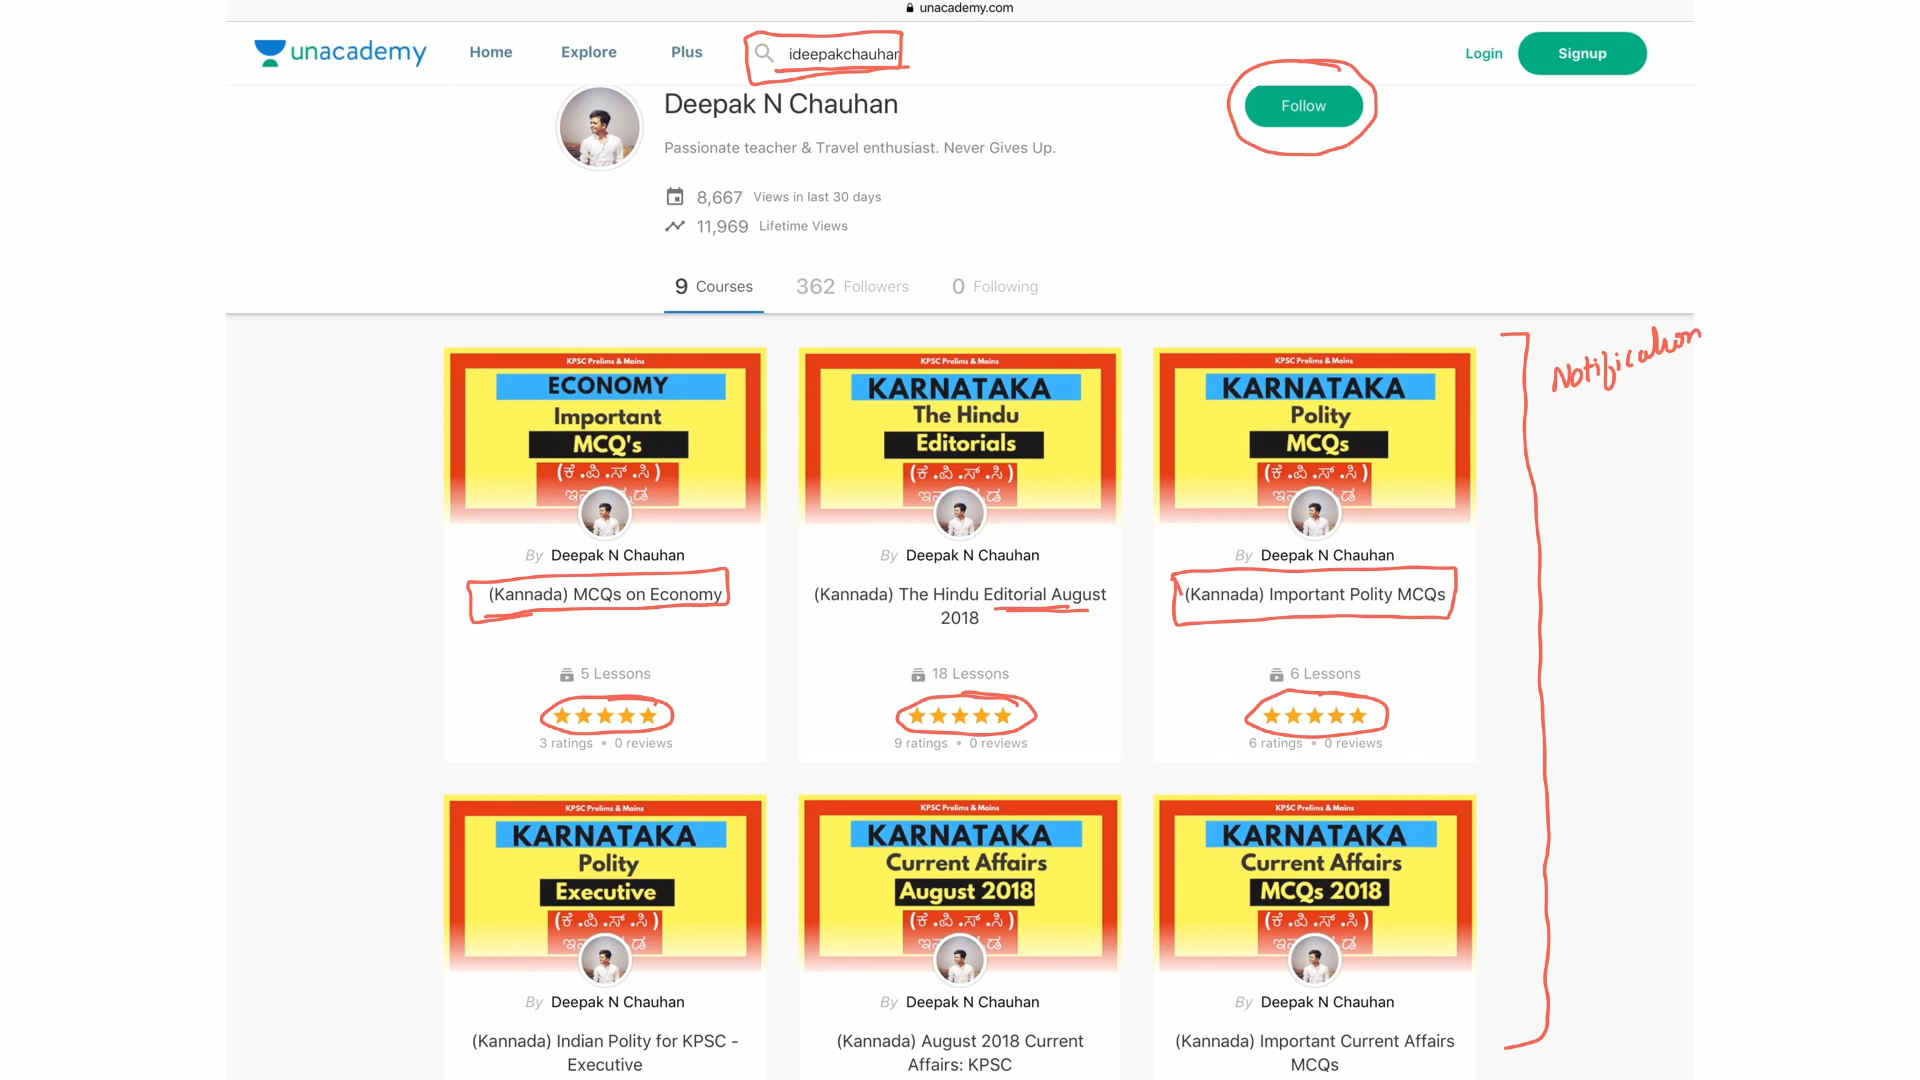 unacademy.com
unacademy
Home
Explore
Plus
ideepakchauhan
Login
Signup
Deepak N Chauhan
Follow
Passionate teacher & Travel enthusiast. Never Gives Up.
8,667 Views in last 30 days
11,969 Lifetime Views
9 Courses
362 Followers
0 Following
Notification
KPSC Prelims & Mains
ECONOMY
Important
MCQ's
(ಕೆ.ಪಿ.ಸ್.ಸಿ)
By Deepak N Chauhan
(Kannada) MCQs on Economy
5 Lessons
3 ratings • 0 reviews
KPSC Prelims & Mains
KARNATAKA
The Hindu
Editorials
(ಕೆ.ಪಿ.ಸ್.ಸಿ)
By Deepak N Chauhan
(Kannada) The Hindu Editorial August
2018
18 Lessons
9 ratings • 0 reviews
KPSC Prelims & Mains
KARNATAKA
Polity
MCQs
(ಕೆ.ಪಿ.ಸ್.ಸಿ)
By Deepak N Chauhan
(Kannada) Important Polity MCQs
6 Lessons
6 ratings • 0 reviews
KPSC Prelims & Mains
KARNATAKA
Polity
Executive
(ಕೆ.ಪಿ.ಸ್.ಸಿ)
By Deepak N Chauhan
(Kannada) Indian Polity for KPSC -
Executive
KPSC Prelims & Mains
KARNATAKA
Current Affairs
August 2018
(ಕೆ.ಪಿ.ಸ್.ಸಿ)
By Deepak N Chauhan
(Kannada) August 2018 Current
Affairs: KPSC
KPSC Prelims & Mains
KARNATAKA
Current Affairs
MCQs 2018
(ಕೆ.ಪಿ.ಸ್.ಸಿ)
By Deepak N Chauhan
(Kannada) Important Current Affairs
MCQs